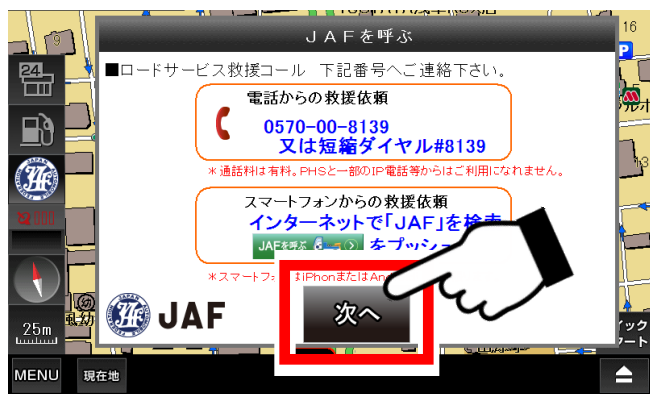 16
JAFを呼ぶ
24
■ロードサービス救援コール 下記番号へご連絡下さい。
電話からの救援依頼
0570-00-8139
又は短縮ダイヤル#8139
＊通話料は有料。PHSと一部のIP電話等からはご利用になれません。
スマートフォンからの救援依頼
インターネットで「JAF」を検索
JAFを呼ぶ をプッシュ
＊スマートフ はiPhoneまたはAn
JAF
次へ
25m
MENU
現在地